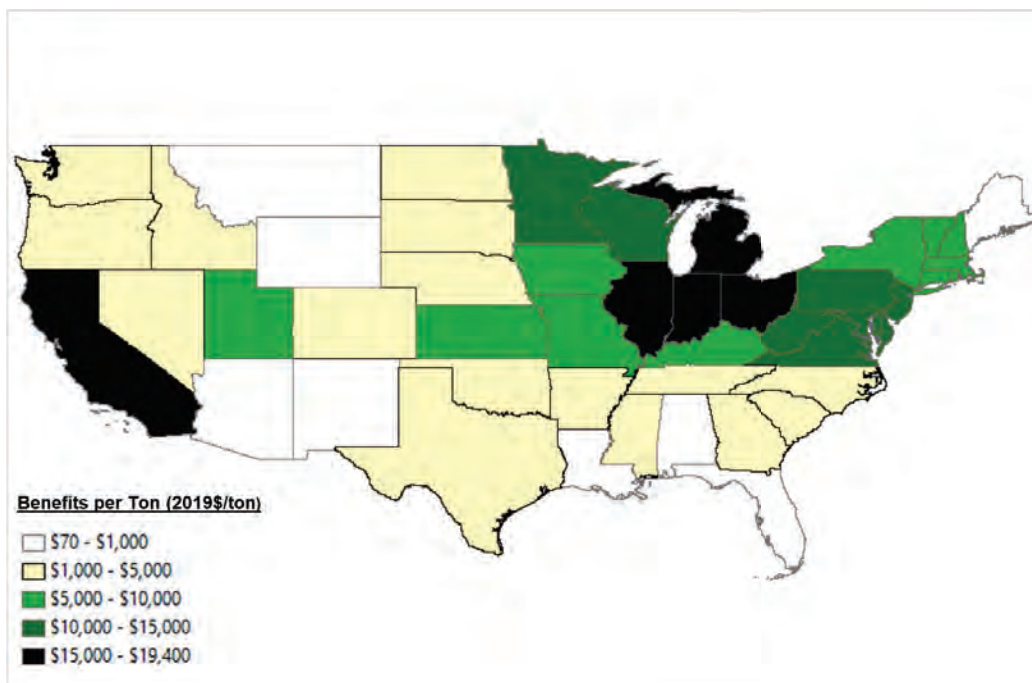 Benefits per Ton (2019$/ton)
$70 - $1,000
$1,000 - $5,000
$5,000 - $10,000
$10,000 - $15,000
$15,000 - $19,400